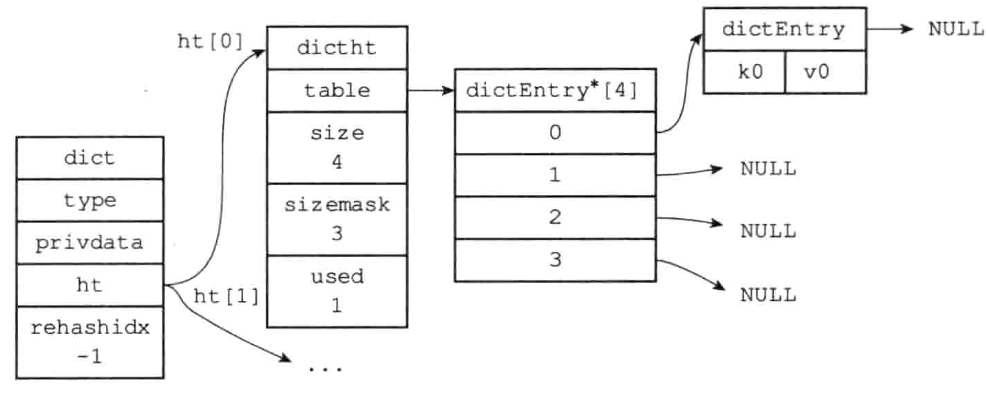 dict
type
privdata
ht
rehashidx
-1
ht[0]
ht[1]
dictht
table
size
4
sizemask
3
used
1
...
dictEntry*[4]
0
1
2
3
dictEntry
k0 v0
NULL
NULL
NULL
NULL